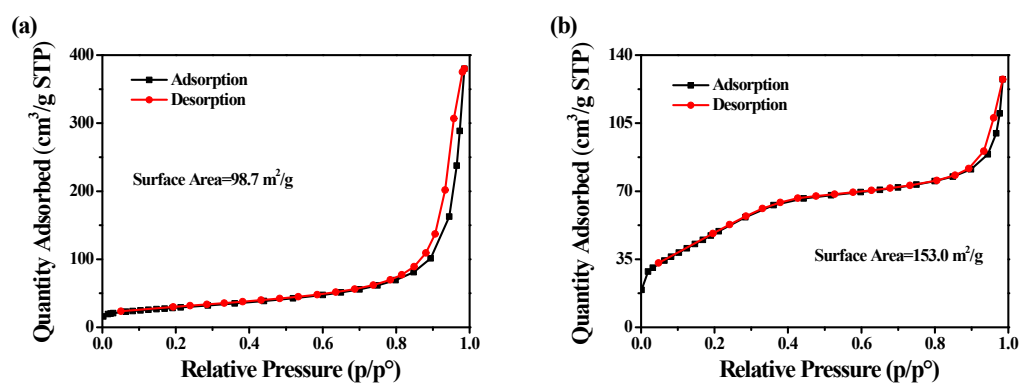 (a)
400
300
200
100
0
0.0 0.2 0.4 0.6 0.8 1.0
Quantity Adsorbed (cm³/g STP)
Relative Pressure (p/p°)
Adsorption
Desorption
Surface Area=98.7 m²/g
(b)
140
105
70
35
0
0.0 0.2 0.4 0.6 0.8 1.0
Quantity Adsorbed (cm³/g STP)
Relative Pressure (p/p°)
Adsorption
Desorption
Surface Area=153.0 m²/g